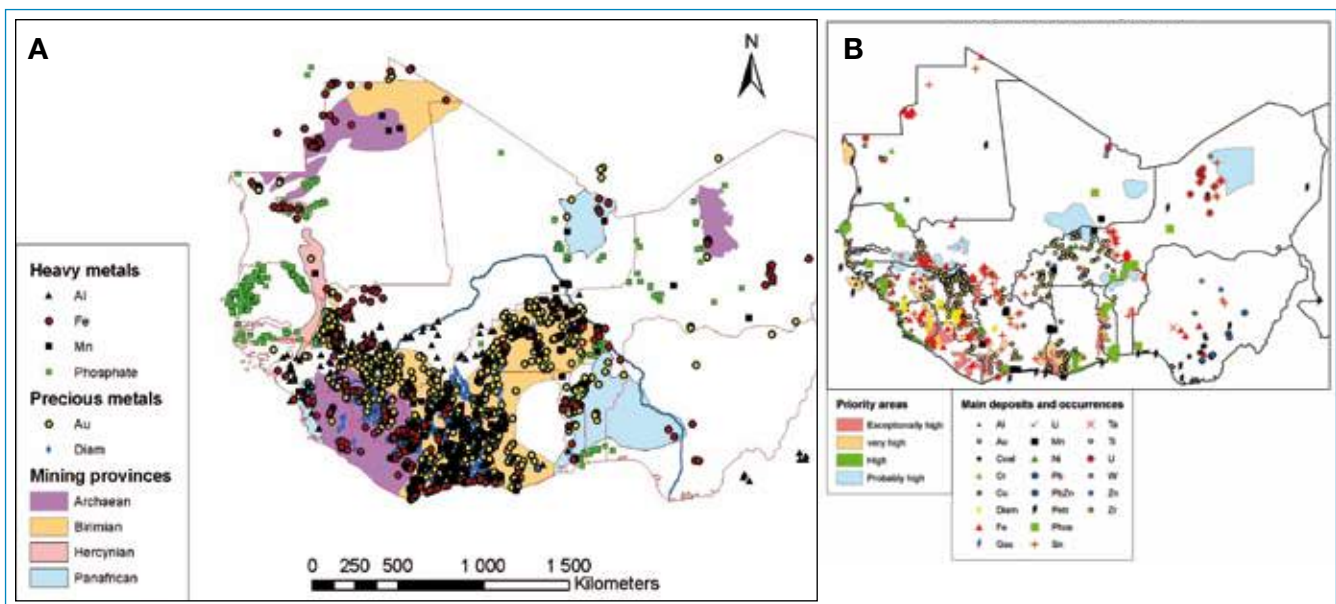 A
N
Heavy metals
Al
Fe
Mn
Phosphate
Precious metals
Au
Diam
Mining provinces
Archaean
Birimian
Hercynian
Panafrican
0 250 500 1 000 1 500
Kilometers
B
Priority areas
Exceptionally high
very high
High
Probably high
Main deposits and occurrences
Al Li Ta
Au Mn Ti
Coal Ni U
Cr Pb W
Cu PbZn Zn
Diam Petr Zr
Fe Phos
Gas Sn